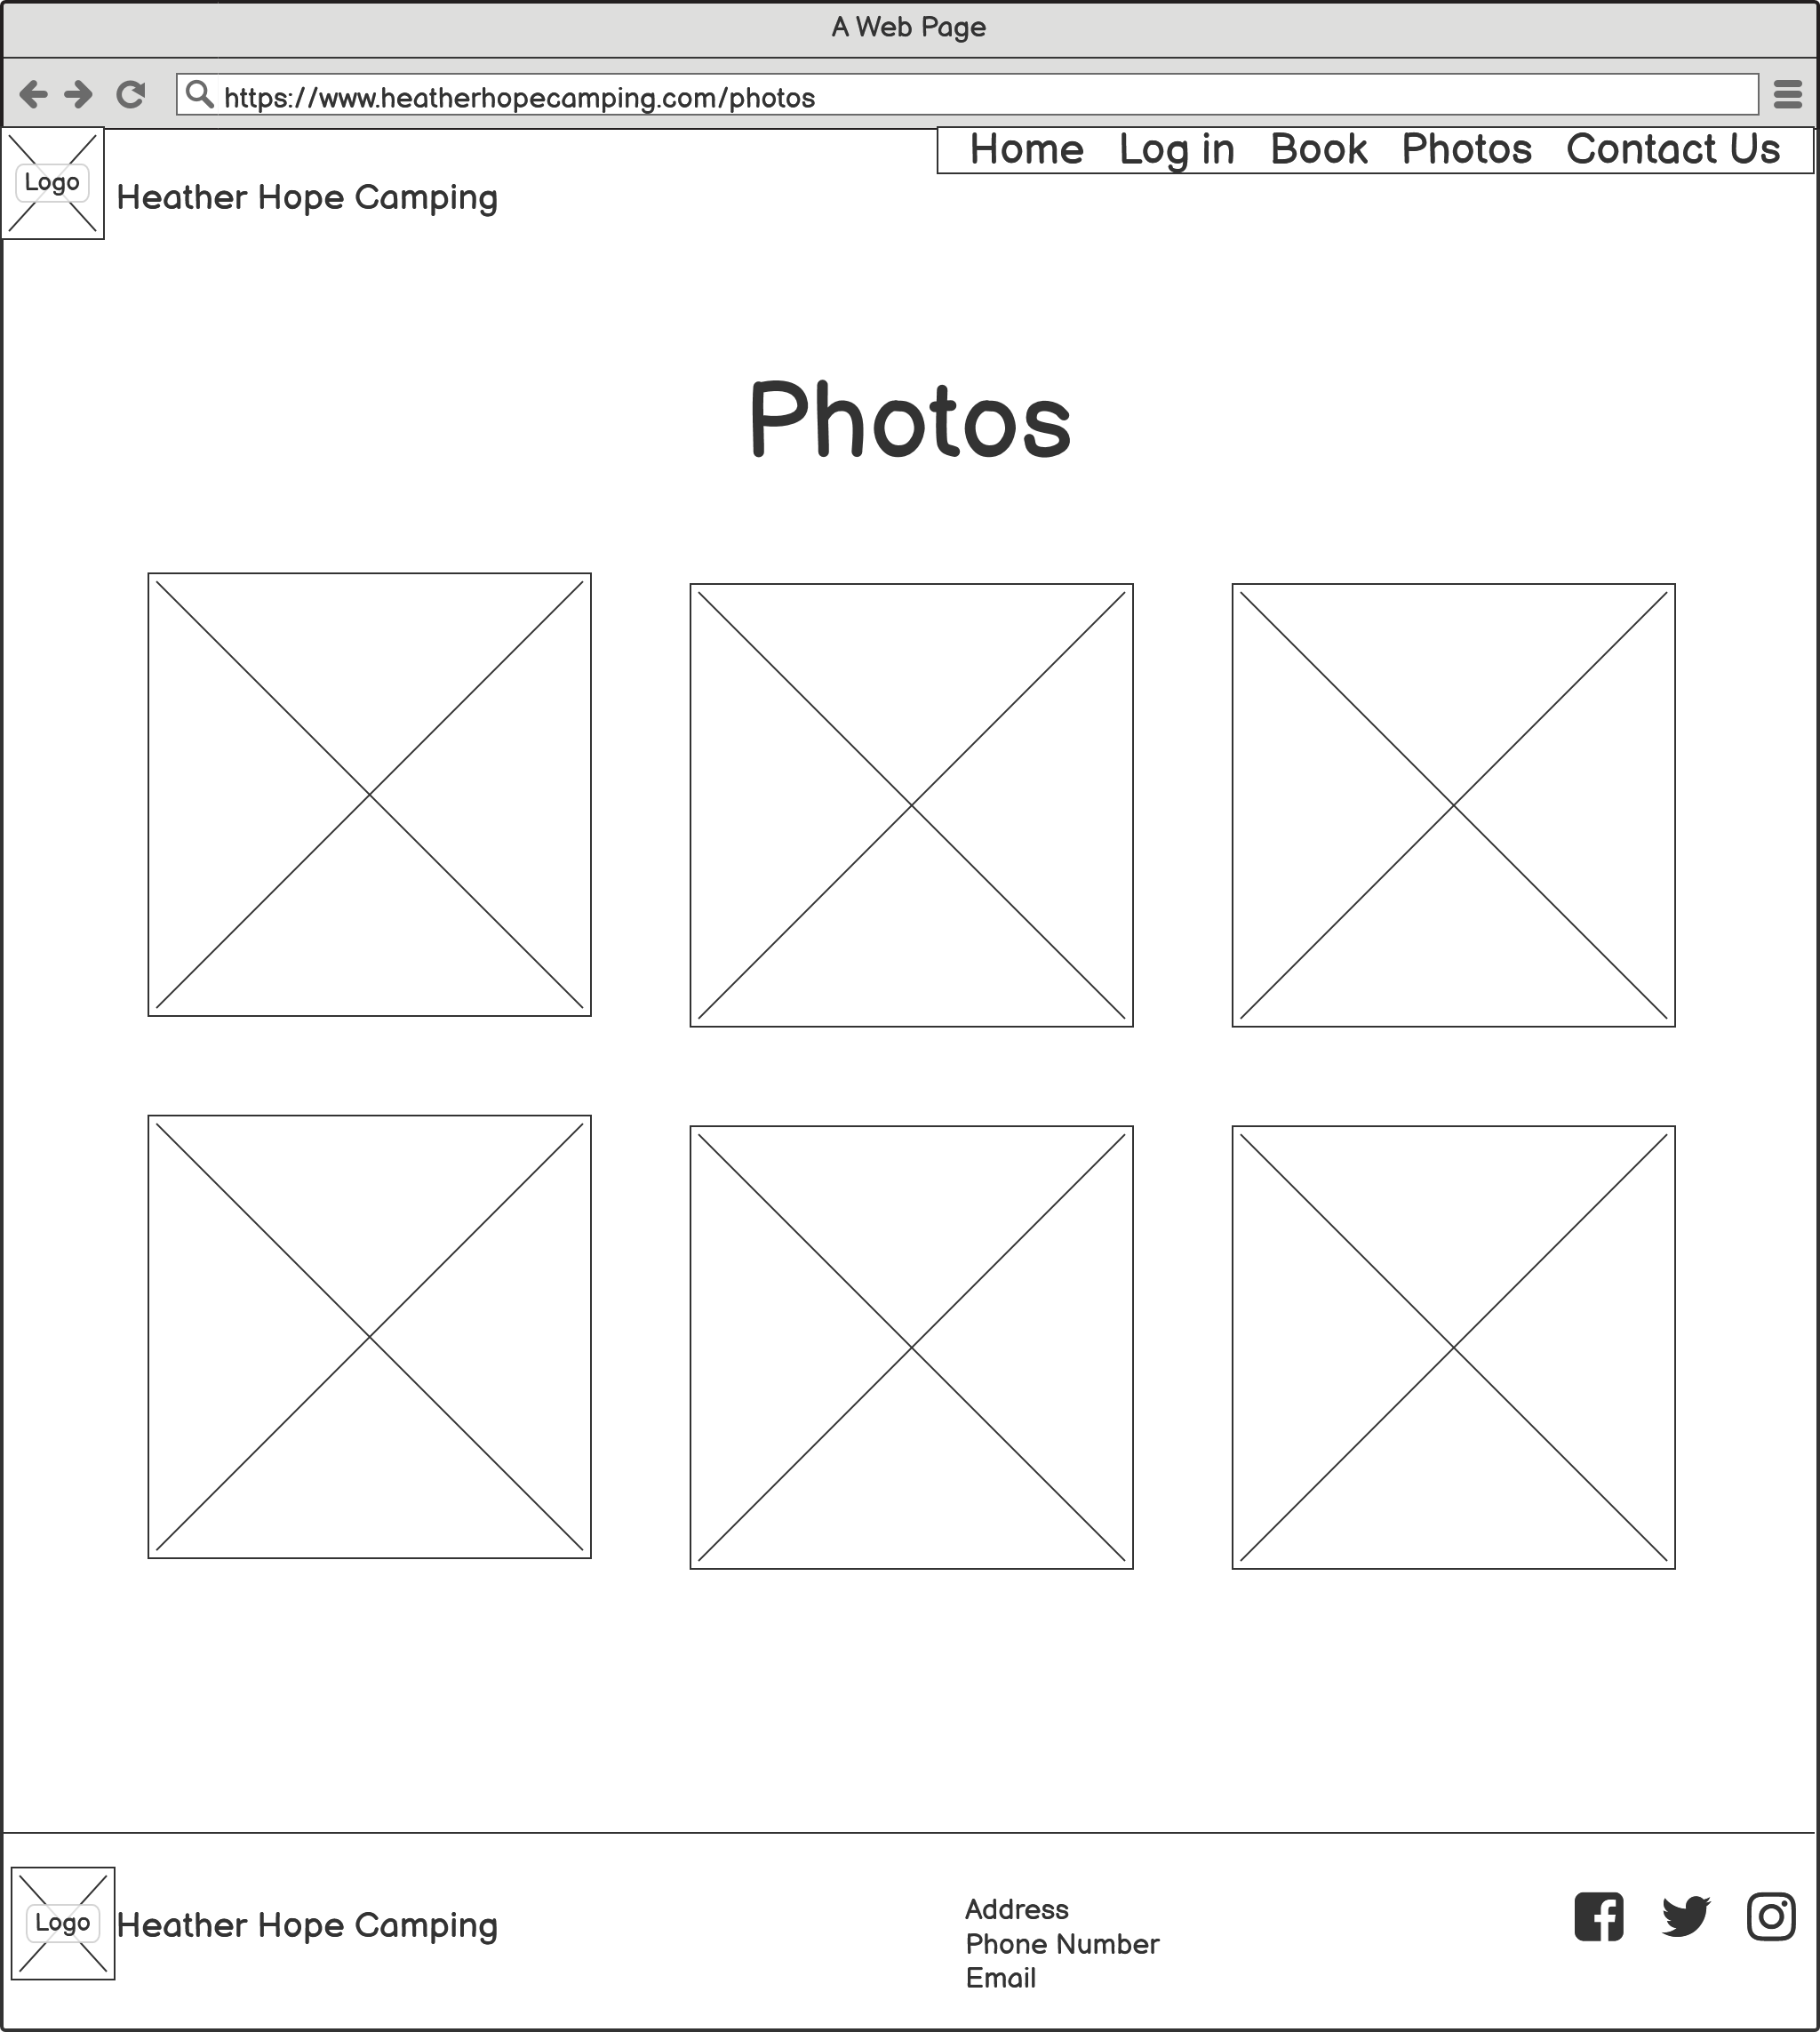 A Web Page
https://www.heatherhopecamping.com/photos
Home Log in Book Photos Contact Us
Logo
Heather Hope Camping
Photos
Logo
Heather Hope Camping
Address
Phone Number
Email